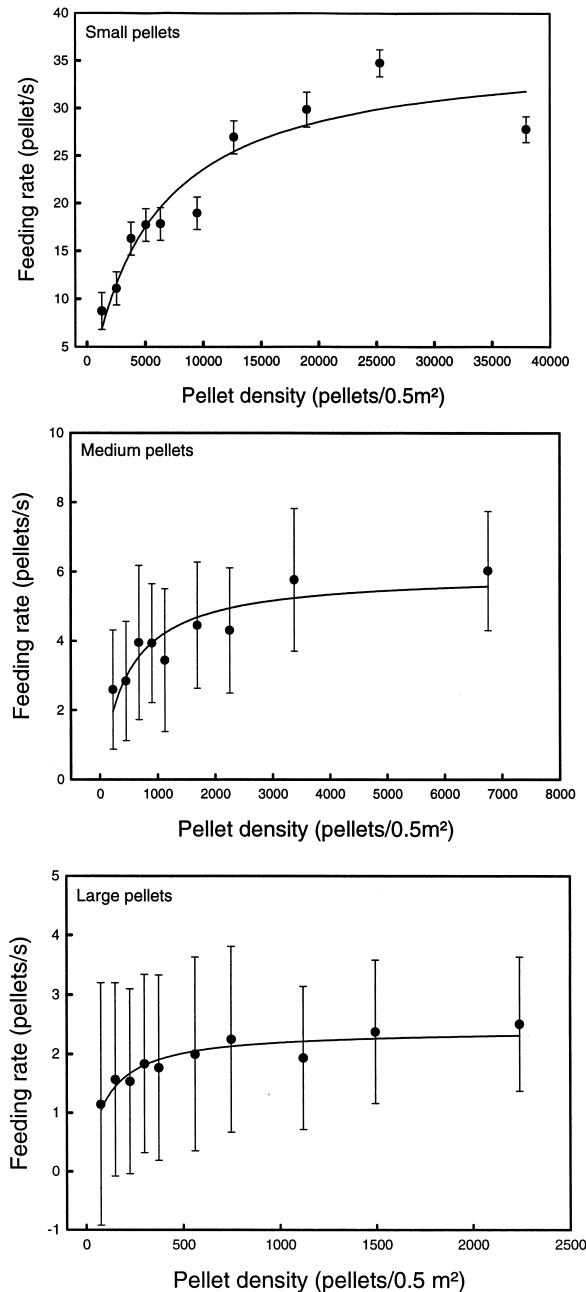 40
Small pellets
35
30
25
20
15
10
5
Feeding rate (pellet/s)
0 5000 10000 15000 20000 25000 30000 35000 40000
Pellet density (pellets/0.5m²)
10
Medium pellets
8
6
4
2
0
Feeding rate (pellets/s)
0 1000 2000 3000 4000 5000 6000 7000 8000
Pellet density (pellets/0.5m²)
5
Large pellets
4
3
2
1
0
-1
Feeding rate (pellets/s)
0 500 1000 1500 2000 2500
Pellet density (pellets/0.5 m²)